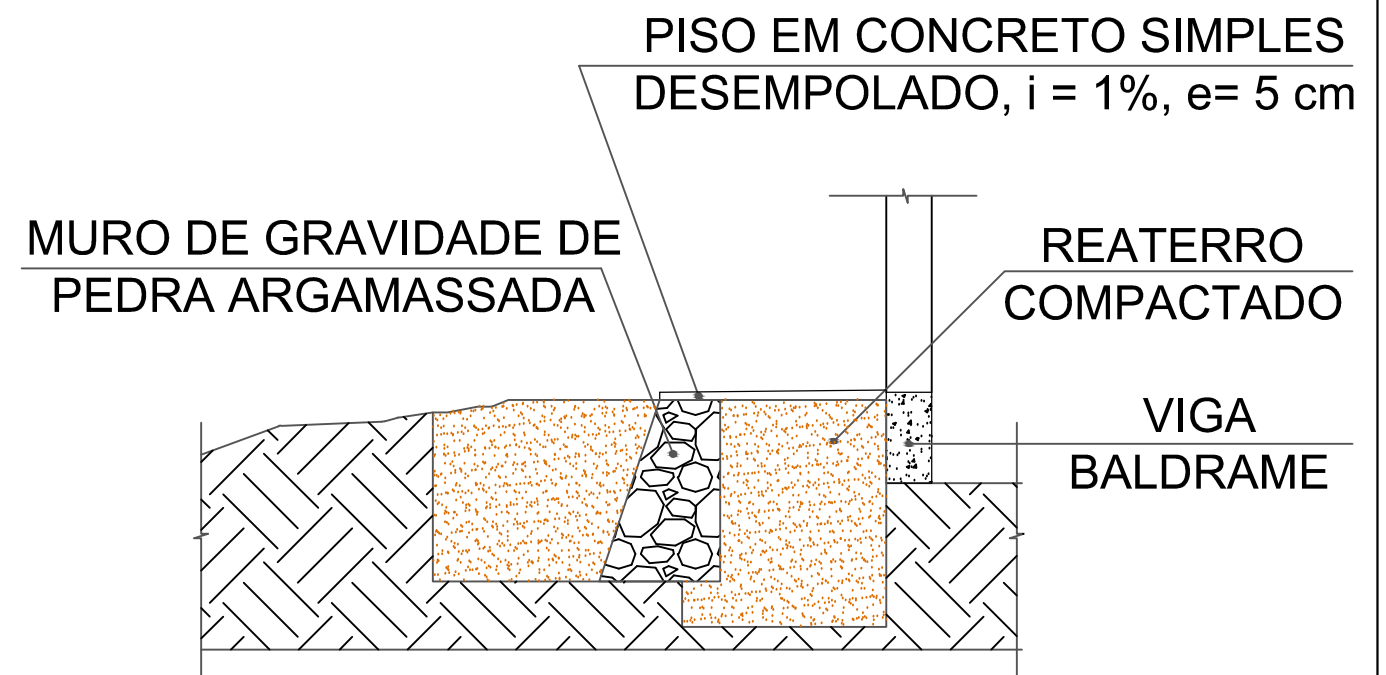 PISO EM CONCRETO SIMPLES
DESEMPOLADO, i = 1%, e= 5 cm
MURO DE GRAVIDADE DE
PEDRA ARGAMASSADA
REATERRO
COMPACTADO
VIGA
BALDRAME